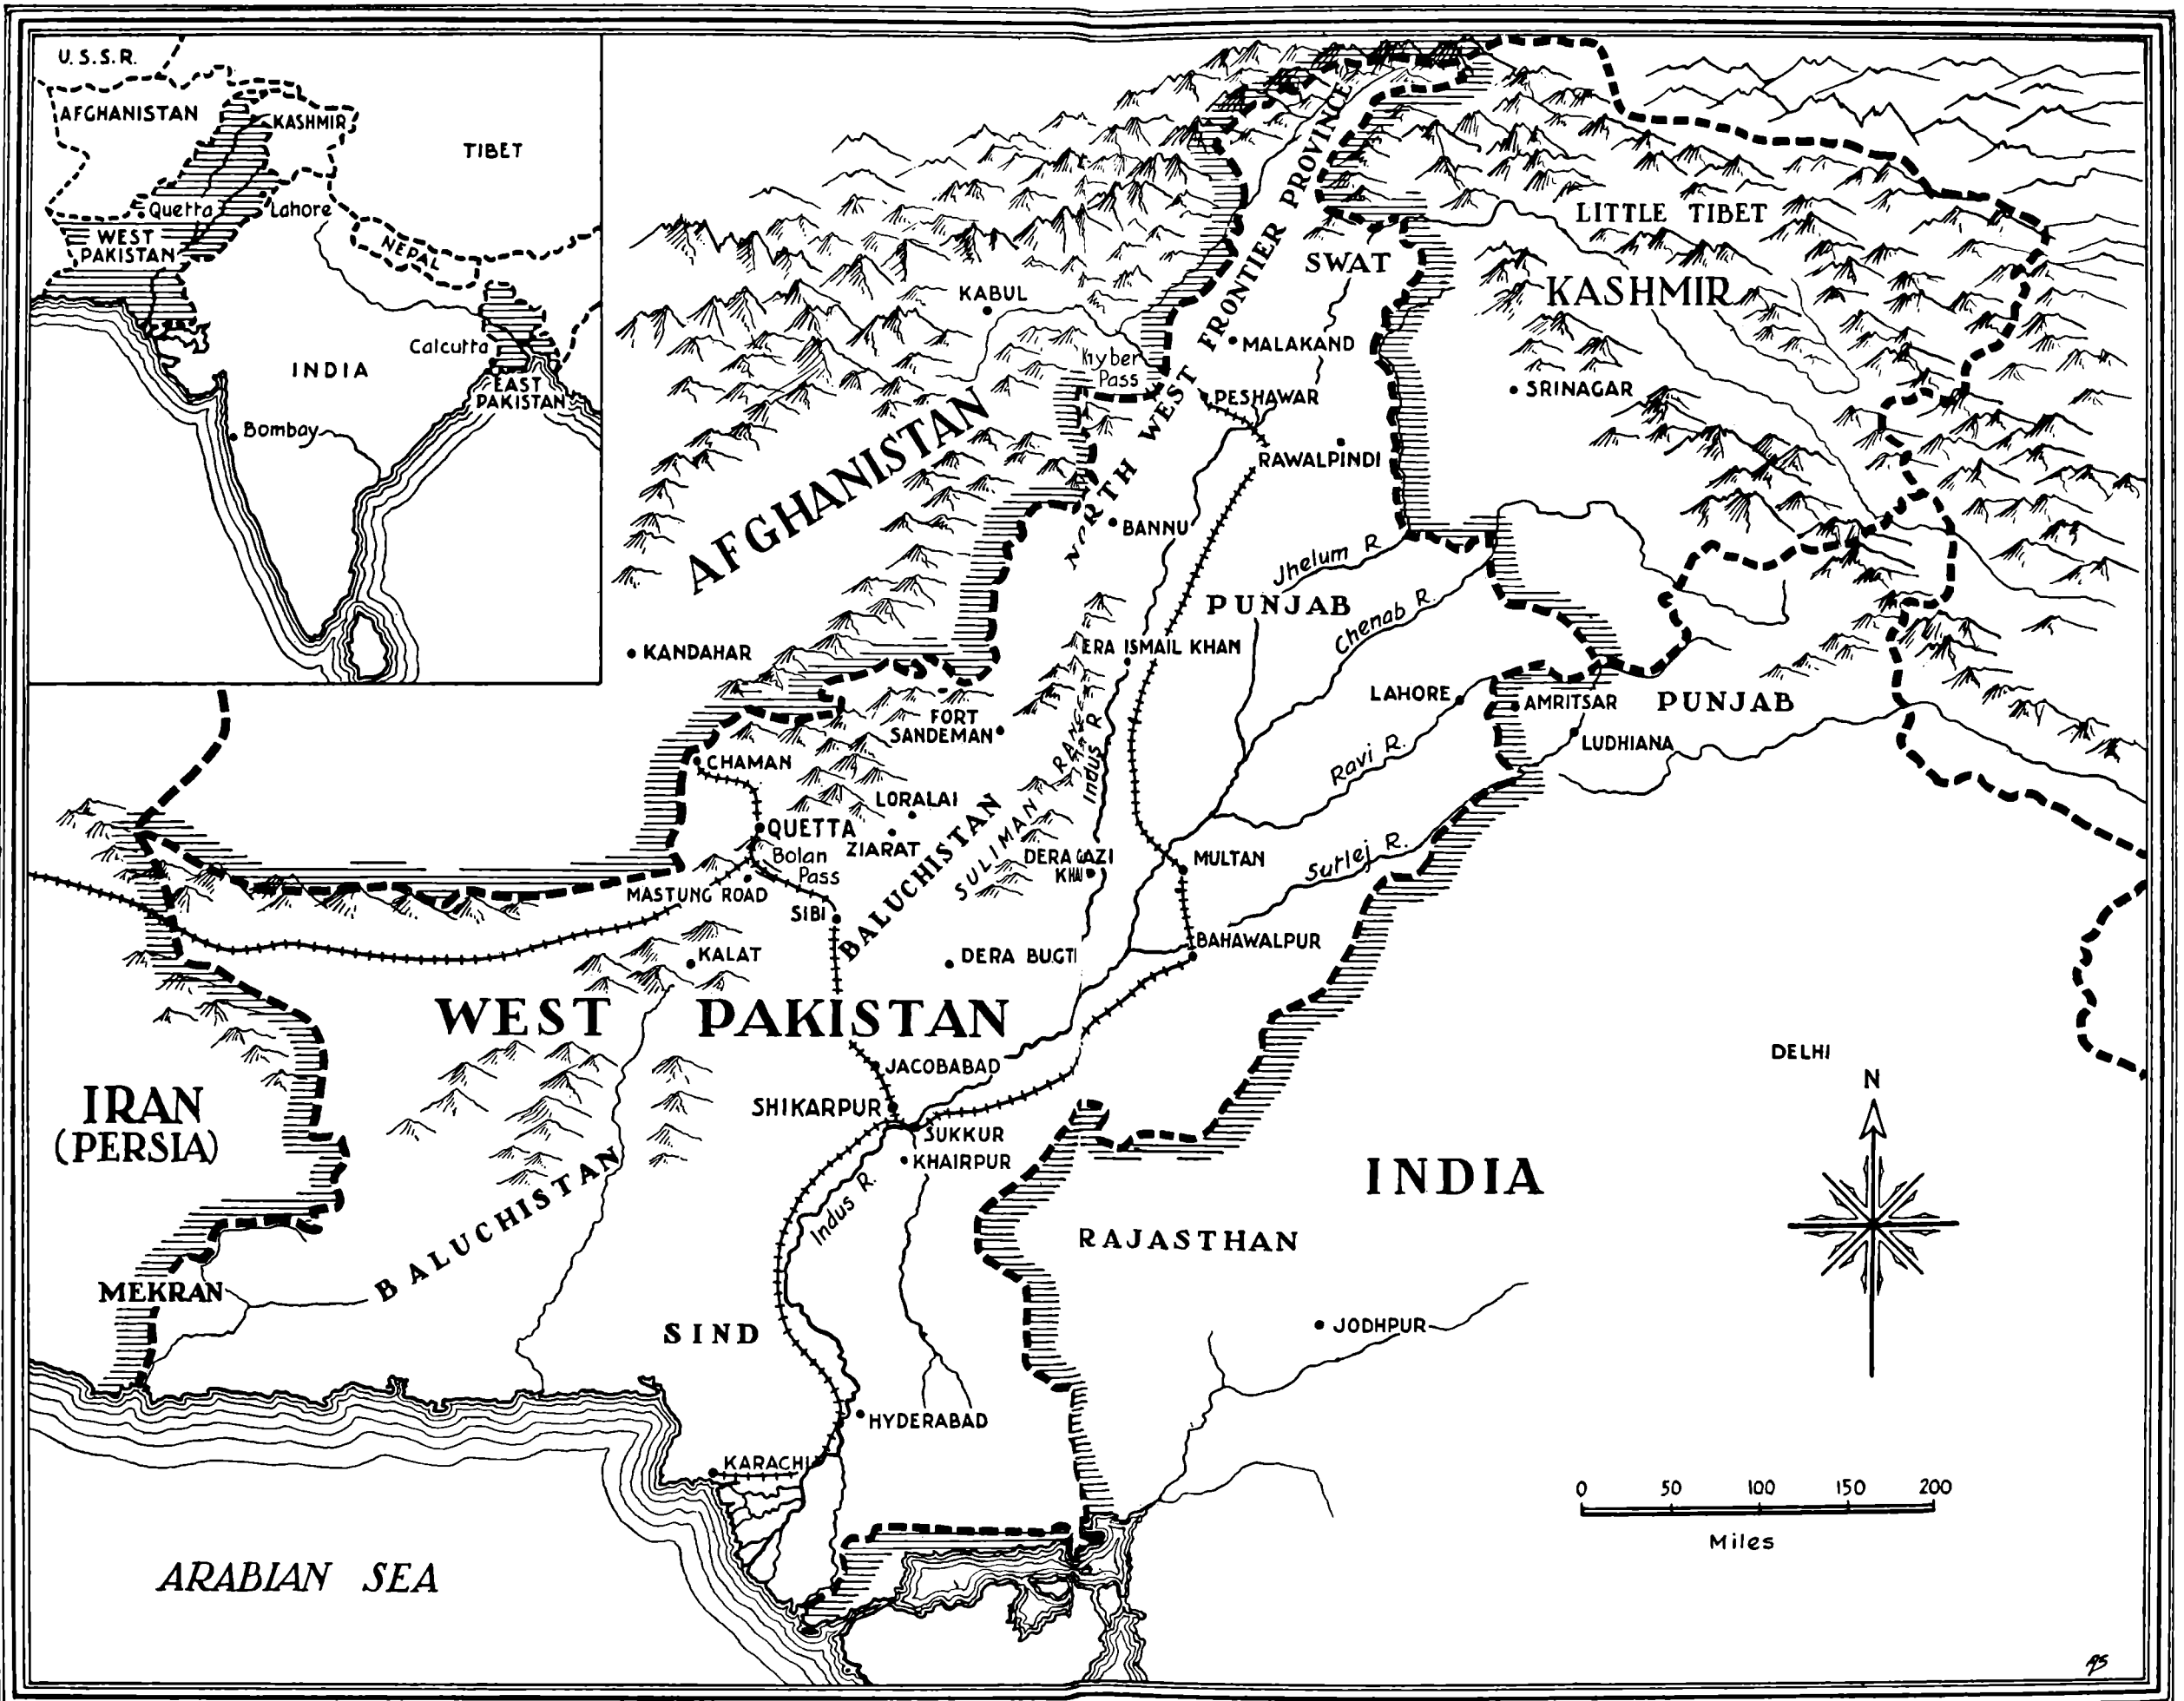 U.S.S.R.
AFGHANISTAN
KASHMIR
TIBET
Quetta
Lahore
WEST
PAKISTAN
NEPAL
Calcutta
INDIA
EAST
PAKISTAN
Bombay
NORTH WEST FRONTIER PROVINCE
LITTLE TIBET
SWAT
KASHMIR
KABUL
MALAKAND
Khyber
Pass
SRINAGAR
PESHAWAR
AFGHANISTAN
RAWALPINDI
BANNU
Jhelum R.
PUNJAB
Chenab R.
ERA ISMAIL KHAN
KANDAHAR
LAHORE
AMRITSAR
PUNJAB
FORT
SANDEMAN
LUDHIANA
CHAMAN
Ravi R.
Indus R
LORALAI
SULIMAN RANGE
QUETTA
ZIARAT
Bolan
Pass
BALUCHISTAN
DERA GAZI
KHAI
MULTAN
Surlej R.
MASTUNG ROAD
SIBI
BAHAWALPUR
KALAT
DERA BUGTI
WEST PAKISTAN
DELHI
JACOBABAD
N
IRAN
(PERSIA)
SHIKARPUR
SUKKUR
KHAIRPUR
INDIA
Indus R.
BALUCHISTAN
RAJASTHAN
MEKRAN
SIND
JODHPUR
HYDERABAD
KARACHI
0 50 100 150 200
Miles
ARABIAN SEA